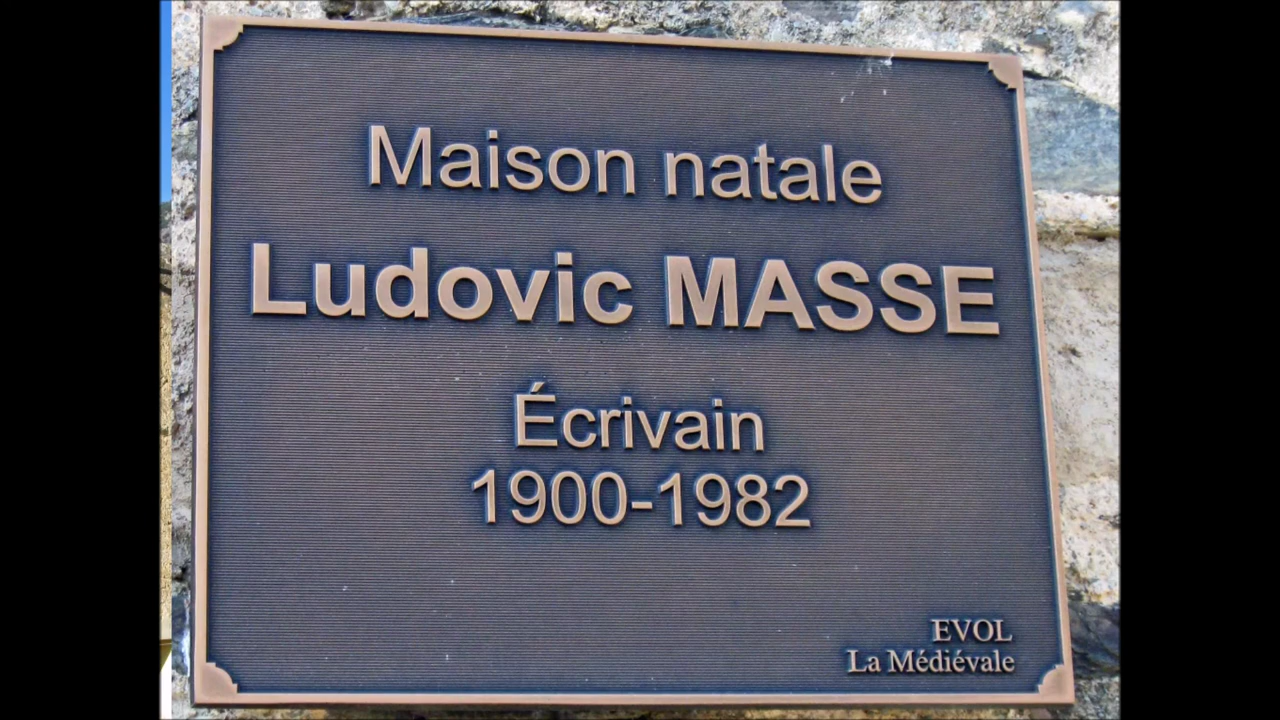 Maison natale
Ludovic MASSE
Écrivain
1900-1982
EVOL
La Médiévale